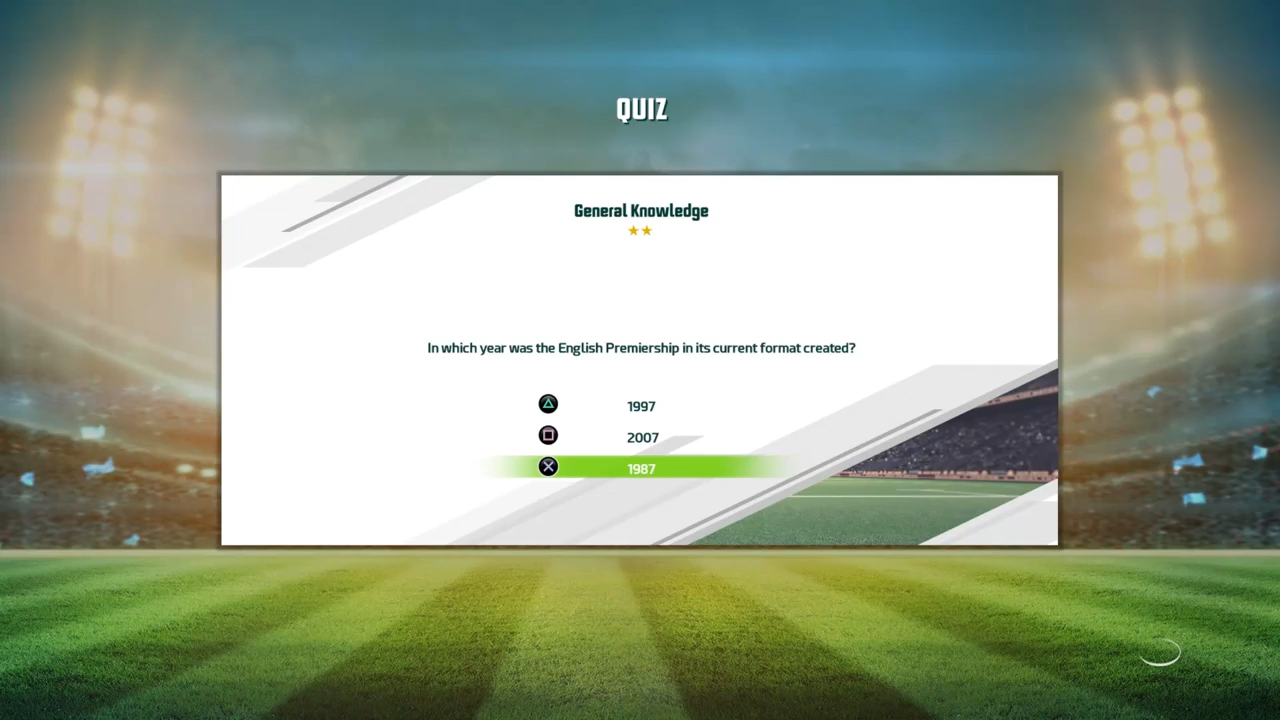 QUIZ
General Knowledge
In which year was the English Premiership in its current format created?
1997
2007
1987